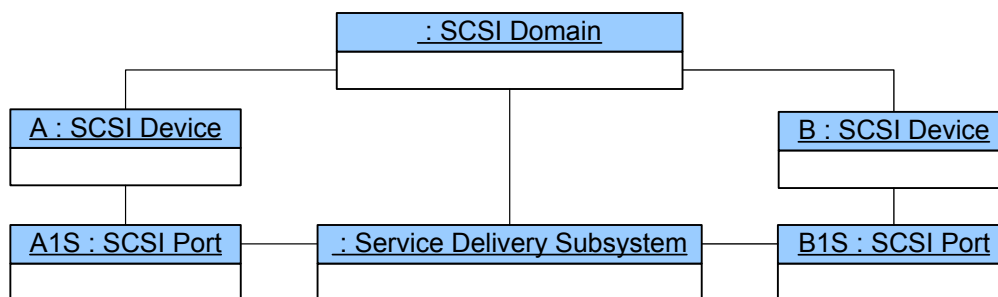 : SCSI Domain
A : SCSI Device
B : SCSI Device
A1S : SCSI Port
: Service Delivery Subsystem
B1S : SCSI Port